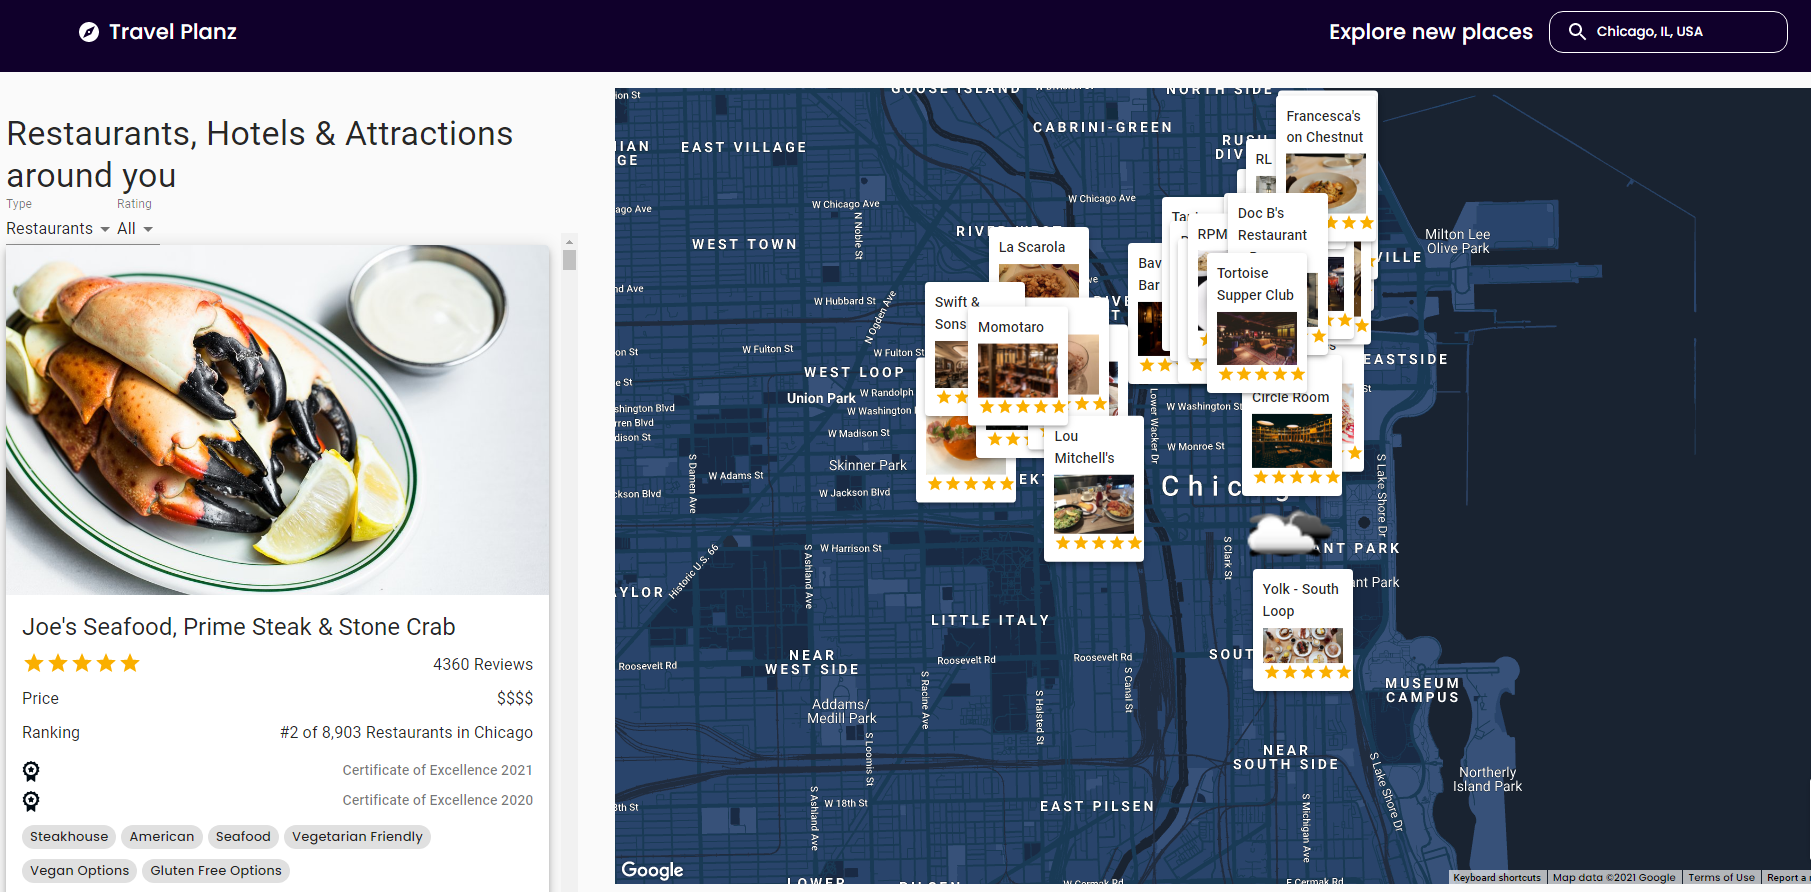 Travel Planz
Explore new places
Chicago, IL, USA
Restaurants, Hotels & Attractions
around you
Type
Rating
Restaurants
All
Joe's Seafood, Prime Steak & Stone Crab
4360 Reviews
Price
$$$$
Ranking
#2 of 8,903 Restaurants in Chicago
Certificate of Excellence 2021
Certificate of Excellence 2020
Steakhouse
American
Seafood
Vegetarian Friendly
Vegan Options
Gluten Free Options
GOOSE ISLAND
NORTH SIDE
CABRINI-GREEN
EAST VILLAGE
Francesca's
on Chestnut
RL
W Chicago Ave
W Chicago Ave
N Noble St
WEST TOWN
Doc B's
Restaurant
RPM
La Scarola
Milton Lee
Olive Park
Tortoise
Supper Club
Swift &
Sons
Momotaro
W Hubbard St
N Ogden Ave
W Fulton St
W Fulton St
WEST LOOP
EASTSIDE
Union Park
W Randolph
W Washington
W Washington St
Lower Wacker Dr
Circle Room
W Madison St
W Monroe St
Lou
Mitchell's
Skinner Park
W Adams St
S Damen Ave
W Jackson Blvd
S Lake Shore Dr
W Harrison St
S Clark St
Historic U.S. 66
S Ashland Ave
Yolk - South
Loop
LITTLE ITALY
NEAR
WEST SIDE
Roosevelt Rd
Roosevelt Rd
Roosevelt Rd
S Racine Ave
S Halsted St
S Canal St
MUSEUM
CAMPUS
Addams/
Medill Park
S Loomis St
NEAR
SOUTH SIDE
S Lake Shore Dr
Northerly
Island Park
S Ashland Ave
W 18th St
EAST PILSEN
S Michigan Ave
Google
W Cermak Rd
E Cermak Rd
LOWER
Keyboard shortcuts
Map data ©2021 Google
Terms of Use
Report a